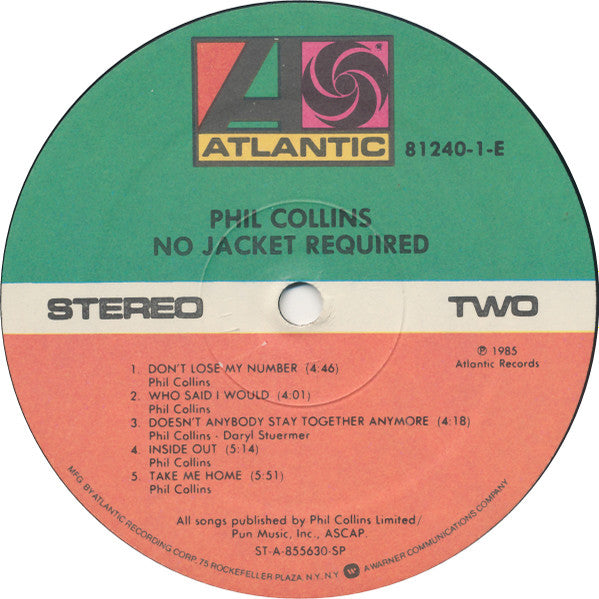 ATLANTIC
81240-1-E
PHIL COLLINS
NO JACKET REQUIRED
STEREO
TWO
℗ 1985
Atlantic Records
1. DON'T LOSE MY NUMBER (4:46)
Phil Collins
2. WHO SAID I WOULD (4:01)
Phil Collins
3. DOESN'T ANYBODY STAY TOGETHER ANYMORE (4:18)
Phil Collins - Daryl Stuermer
4. INSIDE OUT (5:14)
Phil Collins
5. TAKE ME HOME (5:51)
Phil Collins
All songs published by Phil Collins Limited/
Pun Music, Inc., ASCAP.
ST-A-855630-SP
MFG. BY ATLANTIC RECORDING CORP. 75 ROCKEFELLER PLAZA N.Y. N.Y. A WARNER COMMUNICATIONS COMPANY